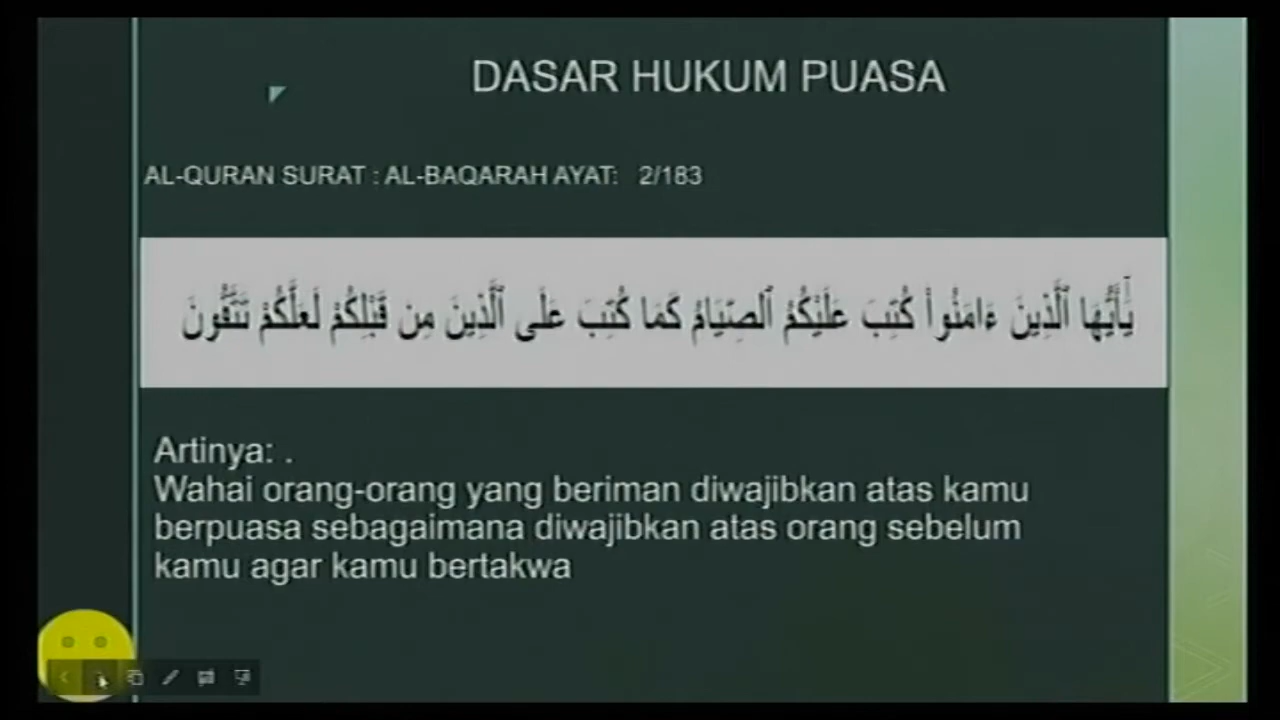 DASAR HUKUM PUASA
AL-QURAN SURAT : AL-BAQARAH AYAT: 2/183
يَٰٓأَيُّهَا ٱلَّذِينَ ءَامَنُوا۟ كُتِبَ عَلَيْكُمُ ٱلصِّيَامُ كَمَا كُتِبَ عَلَى ٱلَّذِينَ مِن قَبْلِكُمْ لَعَلَّكُمْ تَتَّقُونَ
Artinya: .
Wahai orang-orang yang beriman diwajibkan atas kamu
berpuasa sebagaimana diwajibkan atas orang sebelum
kamu agar kamu bertakwa